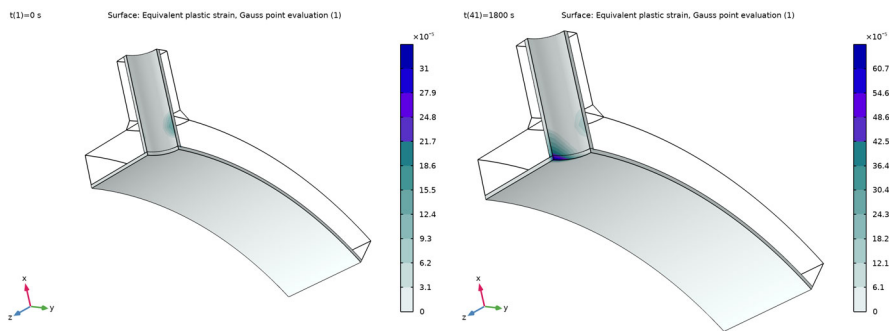 t(1)=0 s
Surface: Equivalent plastic strain, Gauss point evaluation (1)
×10⁻⁵
31
27.9
24.8
21.7
18.6
15.5
12.4
9.3
6.2
3.1
0
x
y
z
t(41)=1800 s
Surface: Equivalent plastic strain, Gauss point evaluation (1)
×10⁻⁵
60.7
54.6
48.6
42.5
36.4
30.4
24.3
18.2
12.1
6.1
0
x
y
z